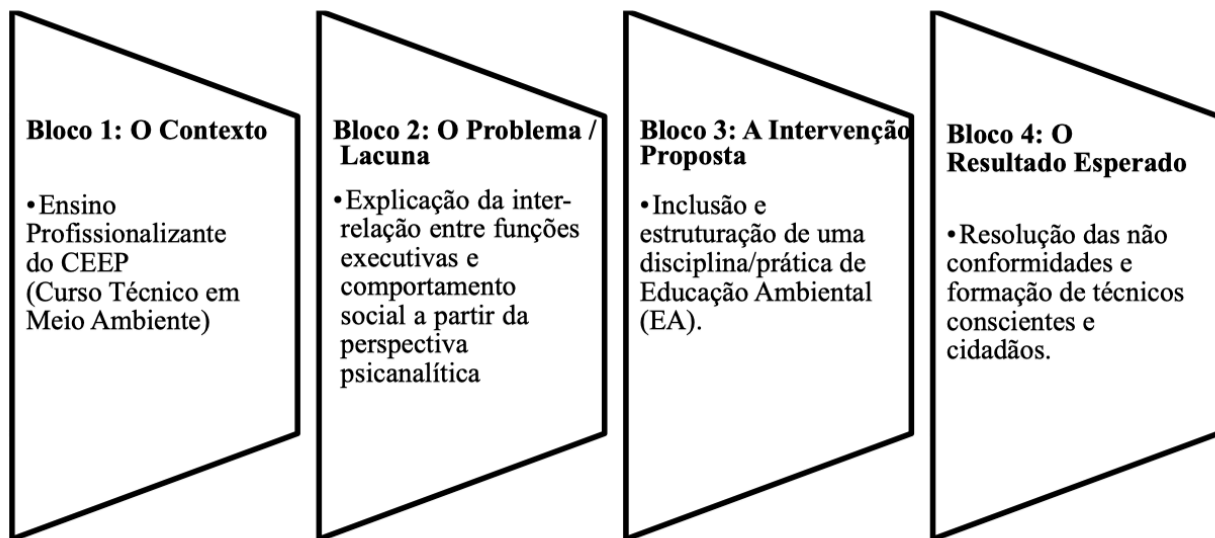 Bloco 1: O Contexto
•Ensino
Profissionalizante
do CEEP
(Curso Técnico em
Meio Ambiente)
Bloco 2: O Problema /
Lacuna
•Explicação da inter-
relação entre funções
executivas e
comportamento
social a partir da
perspectiva
psicanalítica
Bloco 3: A Intervenção
Proposta
•Inclusão e
estruturação de uma
disciplina/prática de
Educação Ambiental
(EA).
Bloco 4: O
Resultado Esperado
•Resolução das não
conformidades e
formação de técnicos
conscientes e
cidadãos.